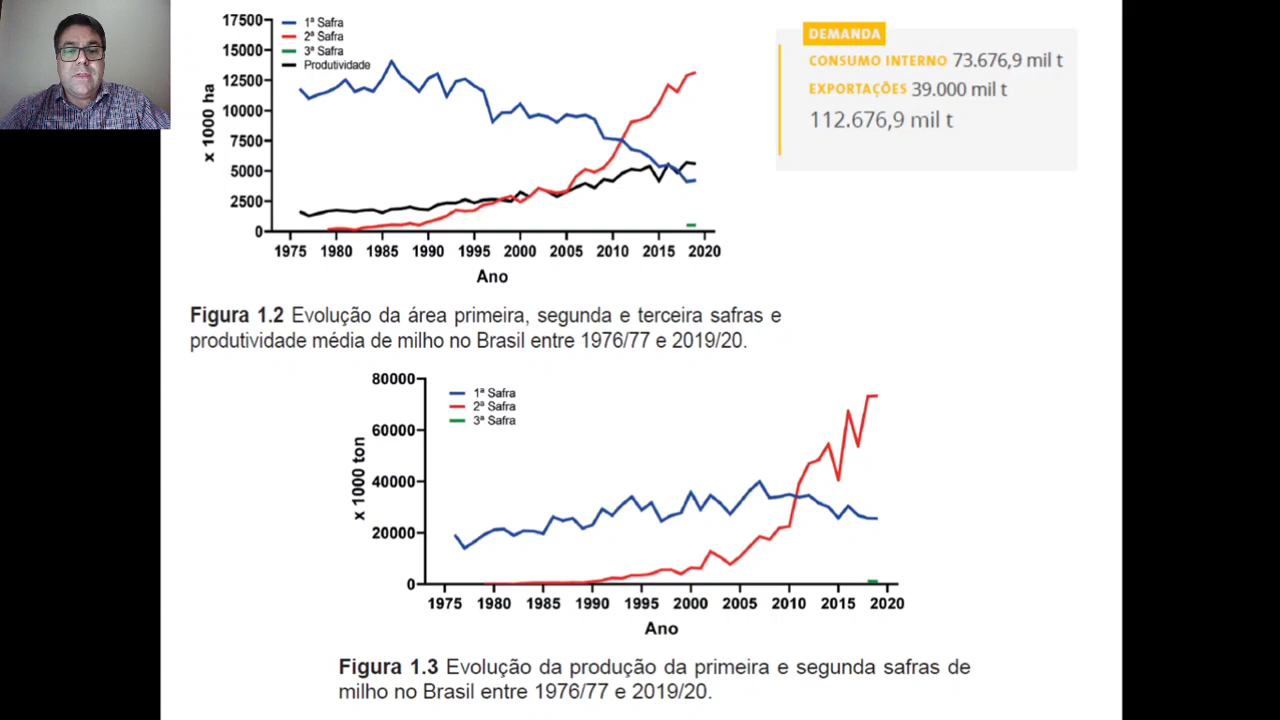 17500
15000
12500
10000
7500
5000
2500
0
x 1000 ha
1ª Safra
2ª Safra
3ª Safra
Produtividade
1975 1980 1985 1990 1995 2000 2005 2010 2015 2020
Ano
DEMANDA
CONSUMO INTERNO 73.676,9 mil t
EXPORTAÇÕES 39.000 mil t
112.676,9 mil t
Figura 1.2 Evolução da área primeira, segunda e terceira safras e
produtividade média de milho no Brasil entre 1976/77 e 2019/20.
80000
60000
40000
20000
0
x 1000 ton
1ª Safra
2ª Safra
3ª Safra
1975 1980 1985 1990 1995 2000 2005 2010 2015 2020
Ano
Figura 1.3 Evolução da produção da primeira e segunda safras de
milho no Brasil entre 1976/77 e 2019/20.